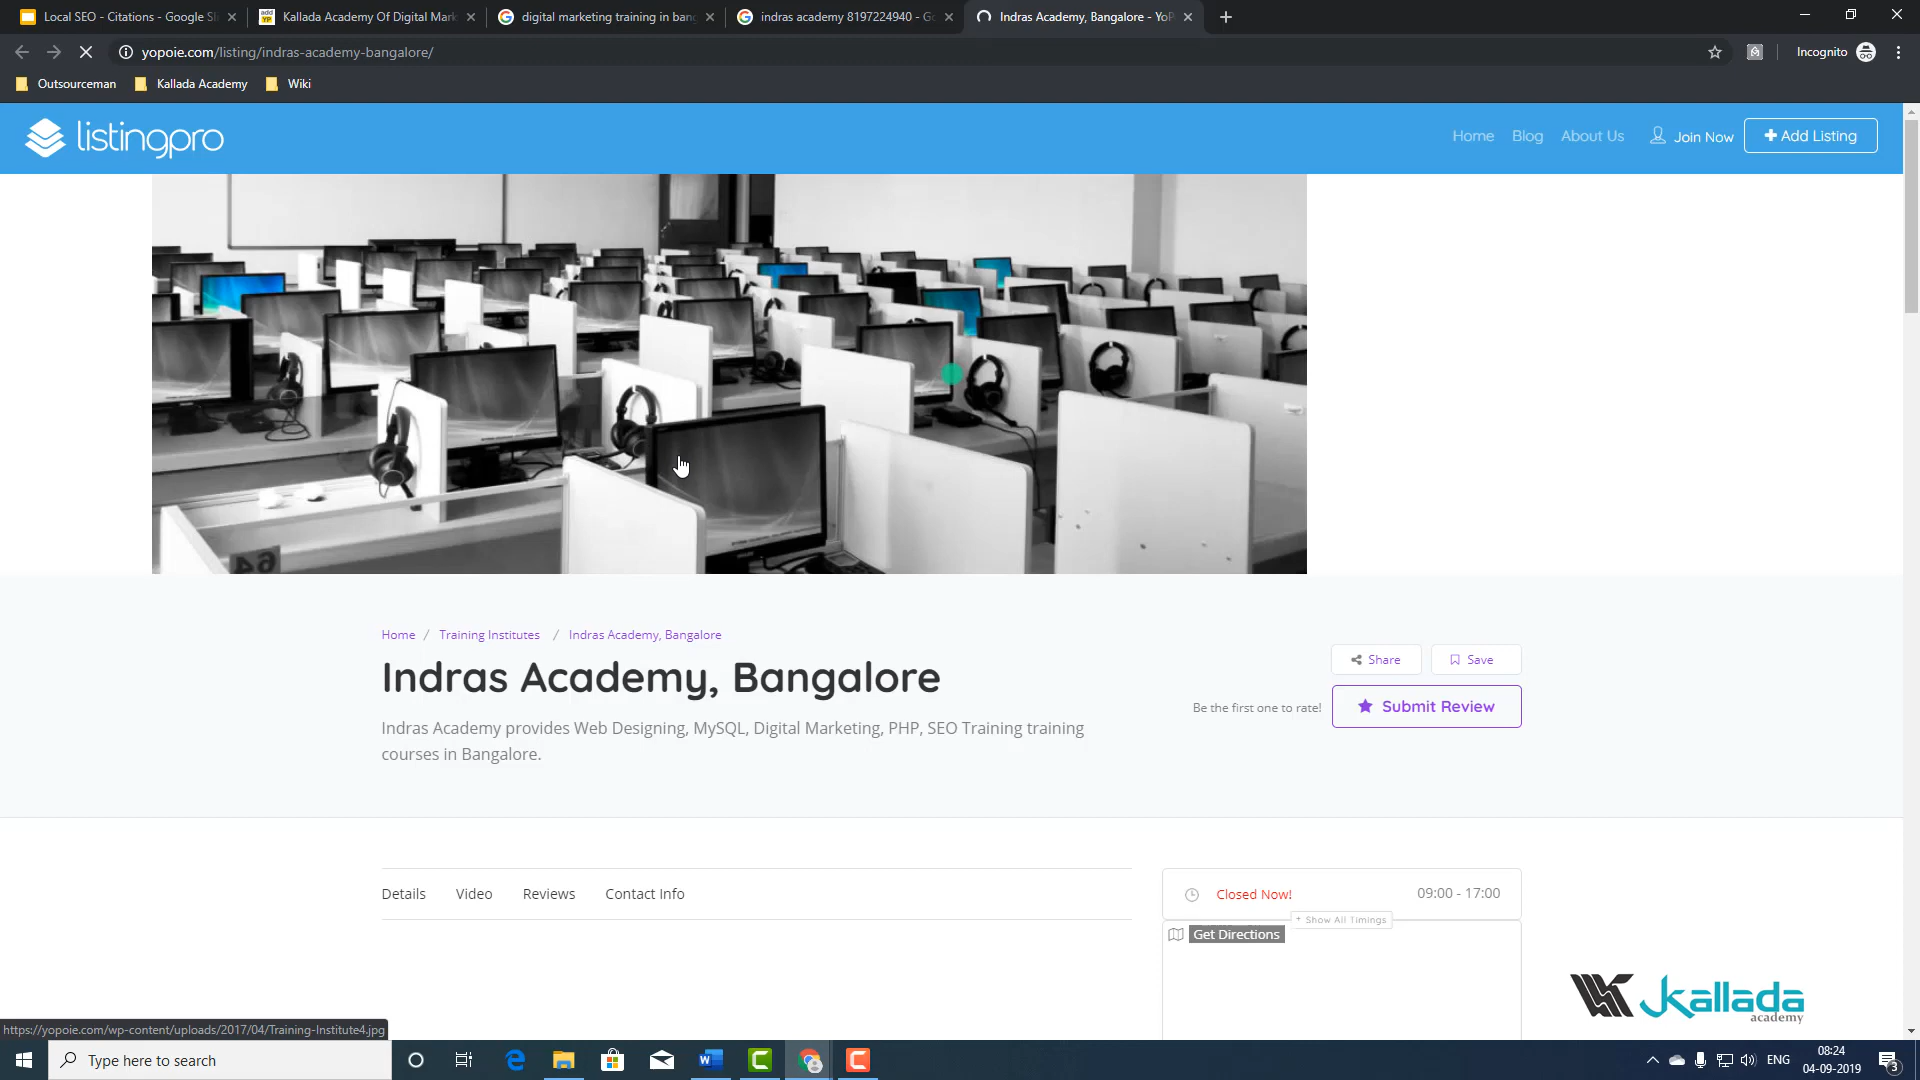 Local SEO - Citations - Google Sl
Kallada Academy Of Digital Mark
digital marketing training in bang
indras academy 8197224940 - Go
Indras Academy, Bangalore - YoP
yopoie.com/listing/indras-academy-bangalore/
Incognito
Outsourceman
Kallada Academy
Wiki
listingpro
Home
Blog
About Us
Join Now
+ Add Listing
64
Home / Training Institutes / Indras Academy, Bangalore
Indras Academy, Bangalore
Share
Save
Be the first one to rate!
Submit Review
Indras Academy provides Web Designing, MySQL, Digital Marketing, PHP, SEO Training training
courses in Bangalore.
Details
Video
Reviews
Contact Info
Closed Now!
09:00 - 17:00
+ Show All Timings
Get Directions
kallada
academy
https://yopoie.com/wp-content/uploads/2017/04/Training-Institute4.jpg
Type here to search
ENG
08:24
04-09-2019
3